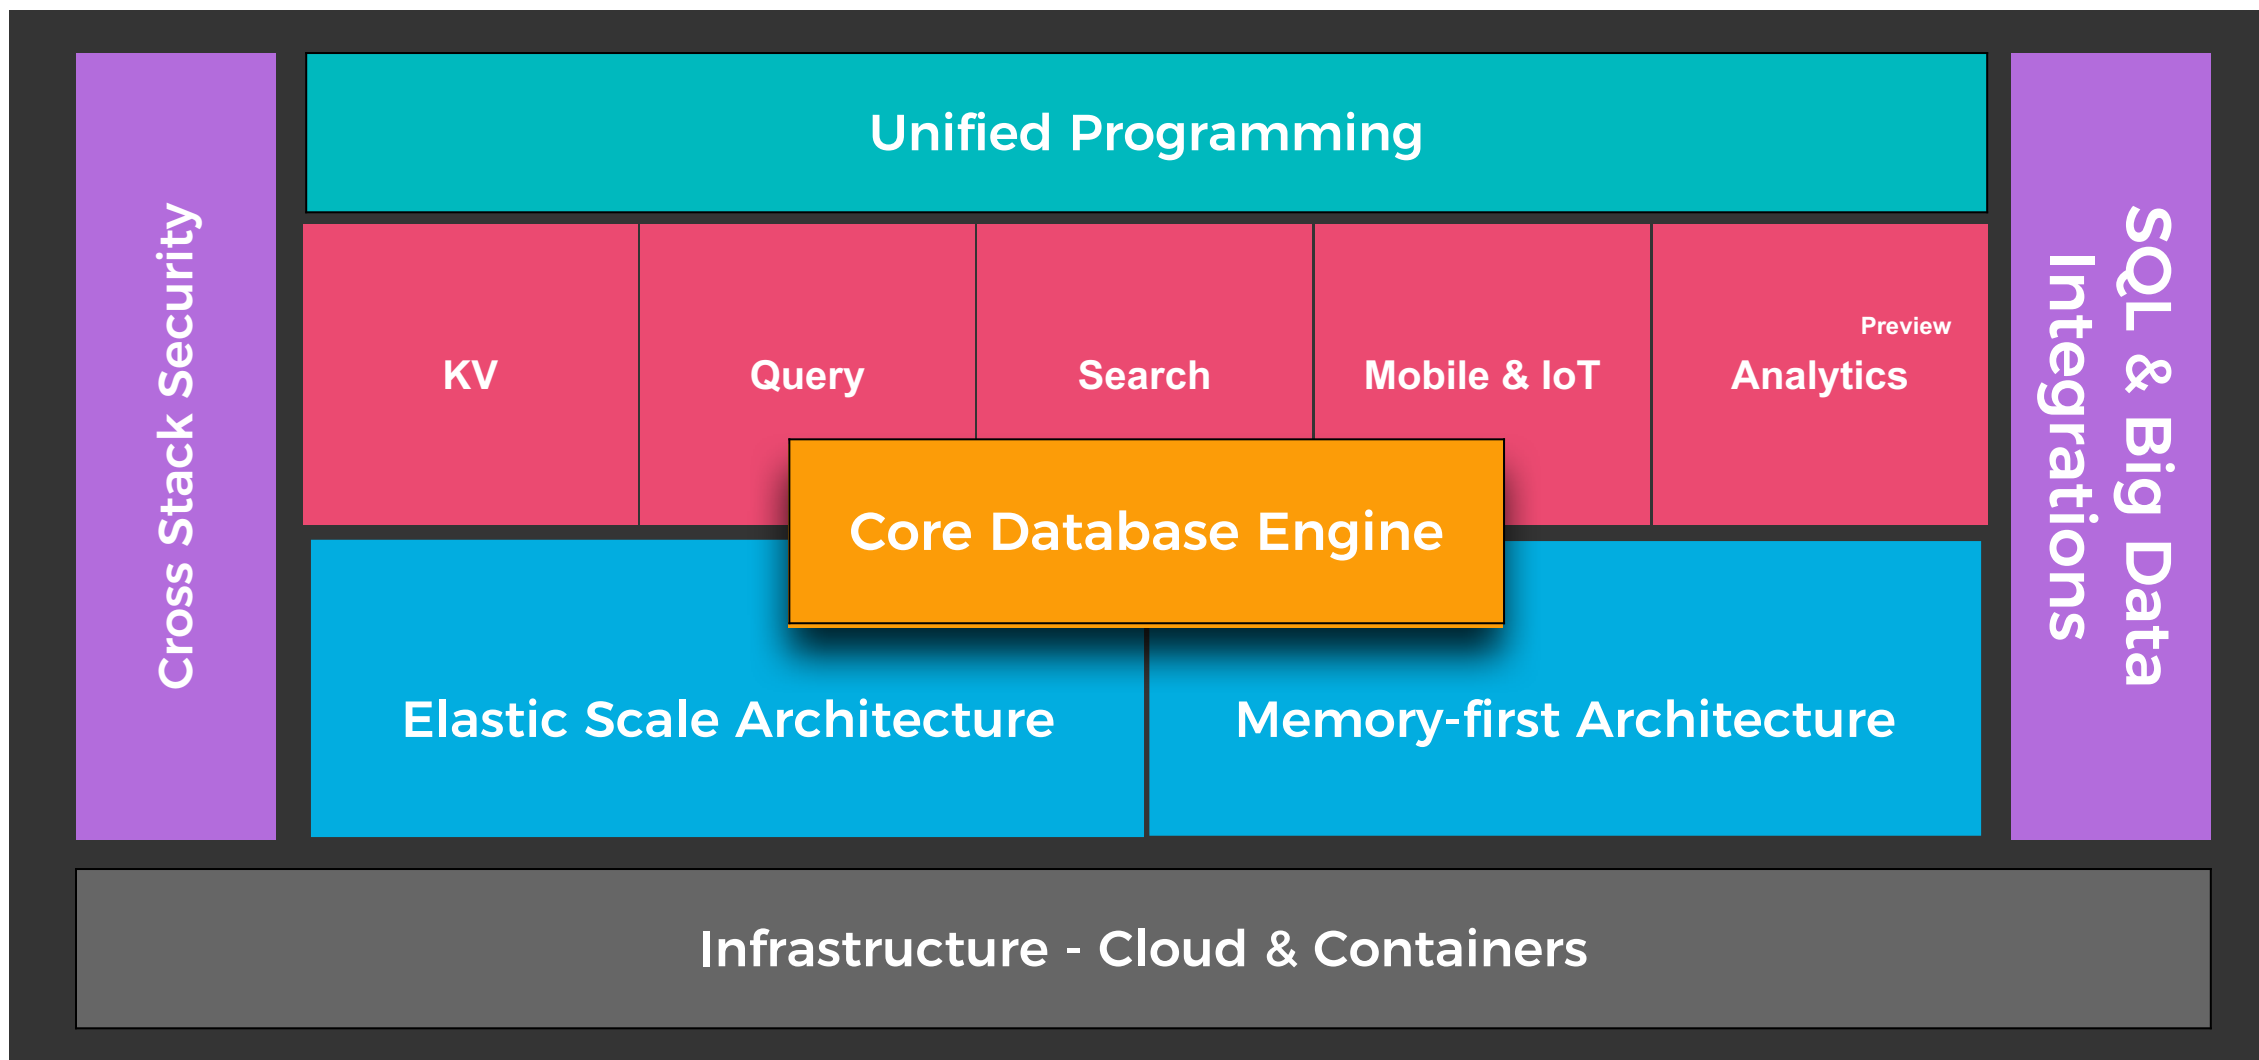 Unified Programming
Cross Stack Security
SQL & Big Data
Integrations
KV
Query
Search
Mobile & IoT
Preview
Analytics
Core Database Engine
Elastic Scale Architecture
Memory-first Architecture
Infrastructure - Cloud & Containers